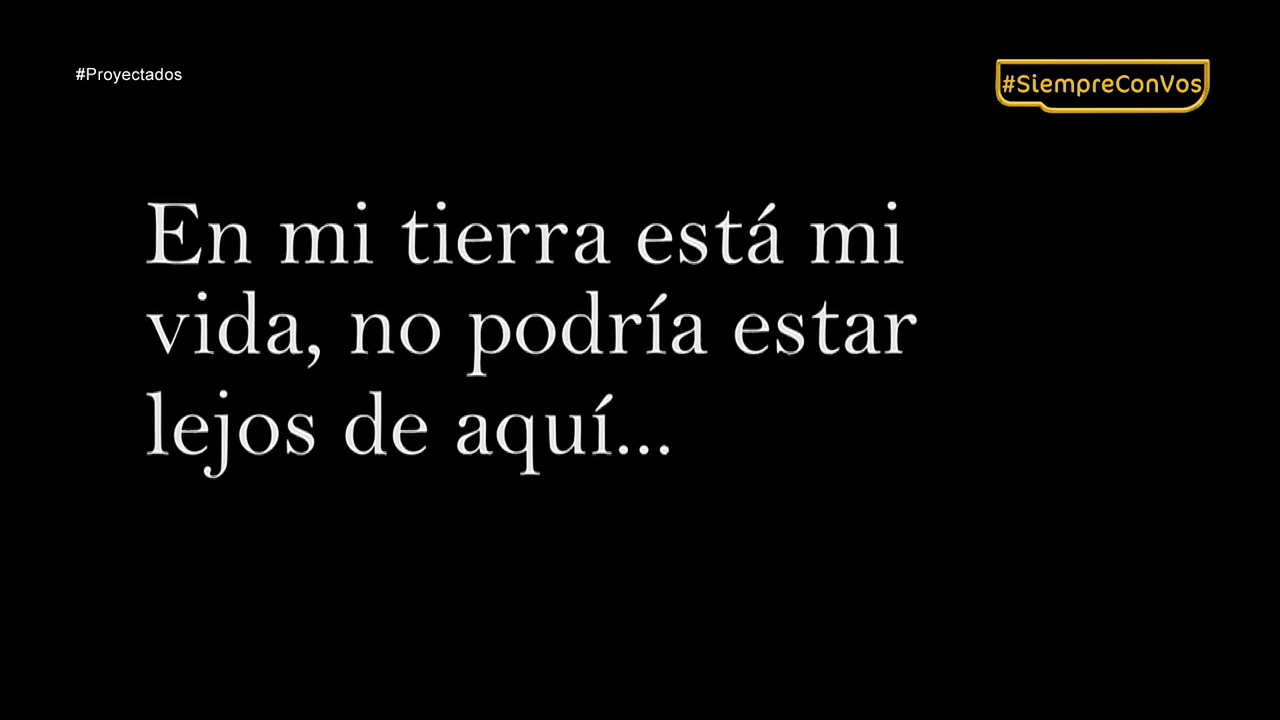 #Proyectados
#SiempreConVos
En mi tierra está mi
vida, no podría estar
lejos de aquí...